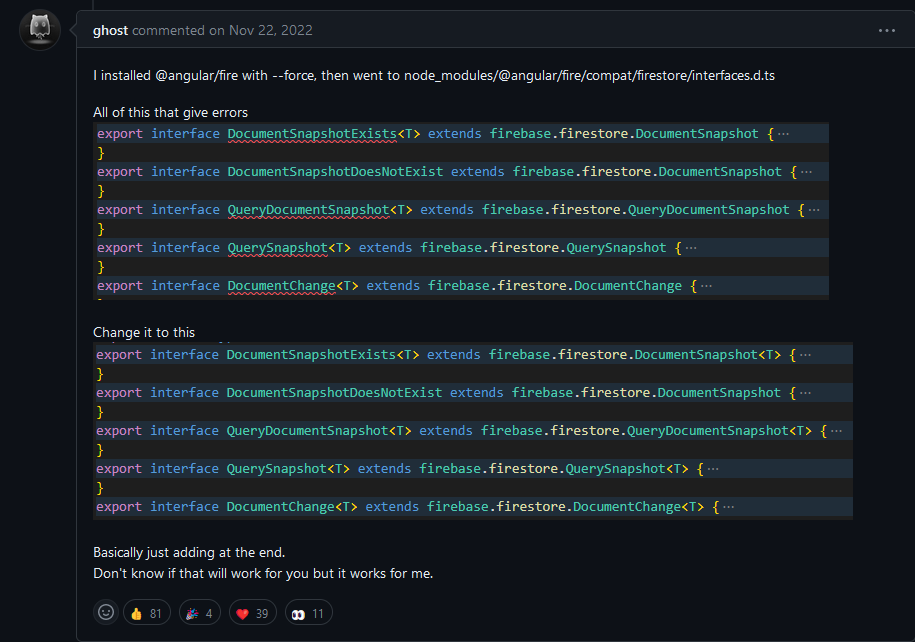 ghost commented on Nov 22, 2022
I installed @angular/fire with --force, then went to node_modules/@angular/fire/compat/firestore/interfaces.d.ts
All of this that give errors
export interface DocumentSnapshotExists<T> extends firebase.firestore.DocumentSnapshot { ···
}
export interface DocumentSnapshotDoesNotExist extends firebase.firestore.DocumentSnapshot { ···
}
export interface QueryDocumentSnapshot<T> extends firebase.firestore.QueryDocumentSnapshot { ···
}
export interface QuerySnapshot<T> extends firebase.firestore.QuerySnapshot { ···
}
export interface DocumentChange<T> extends firebase.firestore.DocumentChange { ···
Change it to this
export interface DocumentSnapshotExists<T> extends firebase.firestore.DocumentSnapshot<T> { ···
}
export interface DocumentSnapshotDoesNotExist extends firebase.firestore.DocumentSnapshot { ···
}
export interface QueryDocumentSnapshot<T> extends firebase.firestore.QueryDocumentSnapshot<T> { ···
}
export interface QuerySnapshot<T> extends firebase.firestore.QuerySnapshot<T> { ···
}
export interface DocumentChange<T> extends firebase.firestore.DocumentChange<T> { ···
Basically just adding at the end.
Don't know if that will work for you but it works for me.
81 4 39 11